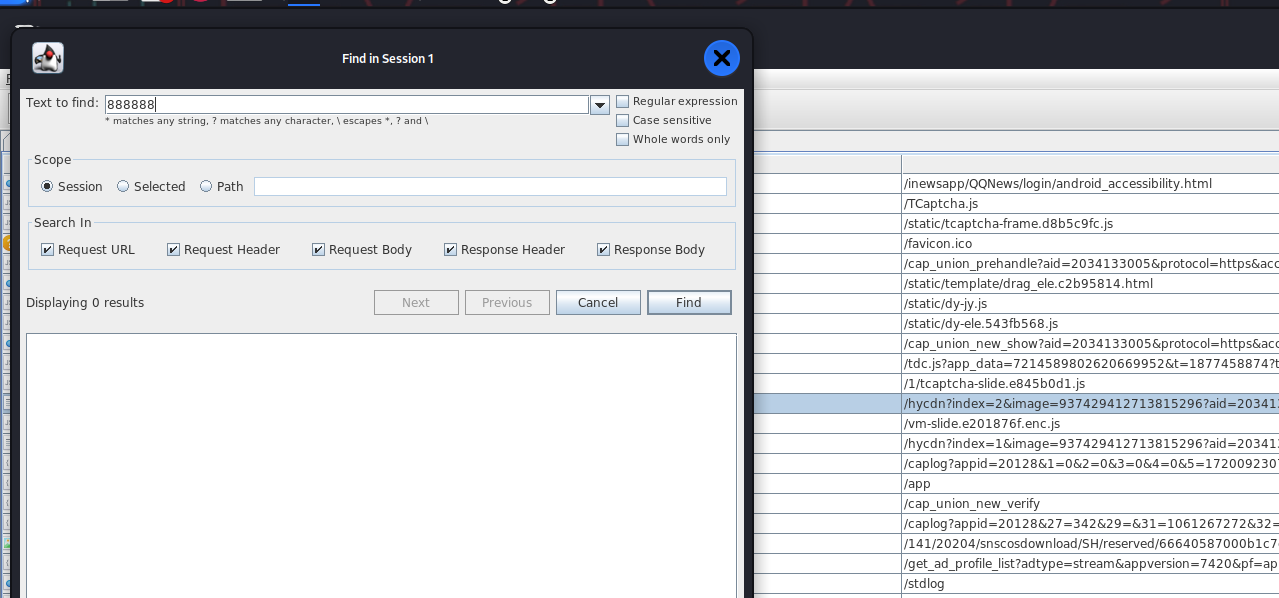 Find in Session 1
Text to find: 888888
Regular expression
* matches any string, ? matches any character, \ escapes *, ? and \
Case sensitive
Whole words only
Scope
Session Selected Path
Search In
Request URL Request Header Request Body Response Header Response Body
Displaying 0 results
Next Previous Cancel Find
/inewsapp/QQNews/login/android_accessibility.html
/TCaptcha.js
/static/tcaptcha-frame.d8b5c9fc.js
/favicon.ico
/cap_union_prehandle?aid=2034133005&protocol=https&acc
/static/template/drag_ele.c2b95814.html
/static/dy-jy.js
/static/dy-ele.543fb568.js
/cap_union_new_show?aid=2034133005&protocol=https&acc
/tdc.js?app_data=7214589802620669952&t=1877458874?t
/1/tcaptcha-slide.e845b0d1.js
/hycdn?index=2&image=937429412713815296?aid=20341
/vm-slide.e201876f.enc.js
/hycdn?index=1&image=937429412713815296?aid=20341
/caplog?appid=20128&1=0&2=0&3=0&4=0&5=172009230
/app
/cap_union_new_verify
/caplog?appid=20128&27=342&29=&31=1061267272&32=
/141/20204/snscosdownload/SH/reserved/66640587000b1c7
/get_ad_profile_list?adtype=stream&appversion=7420&pf=ap
/stdlog